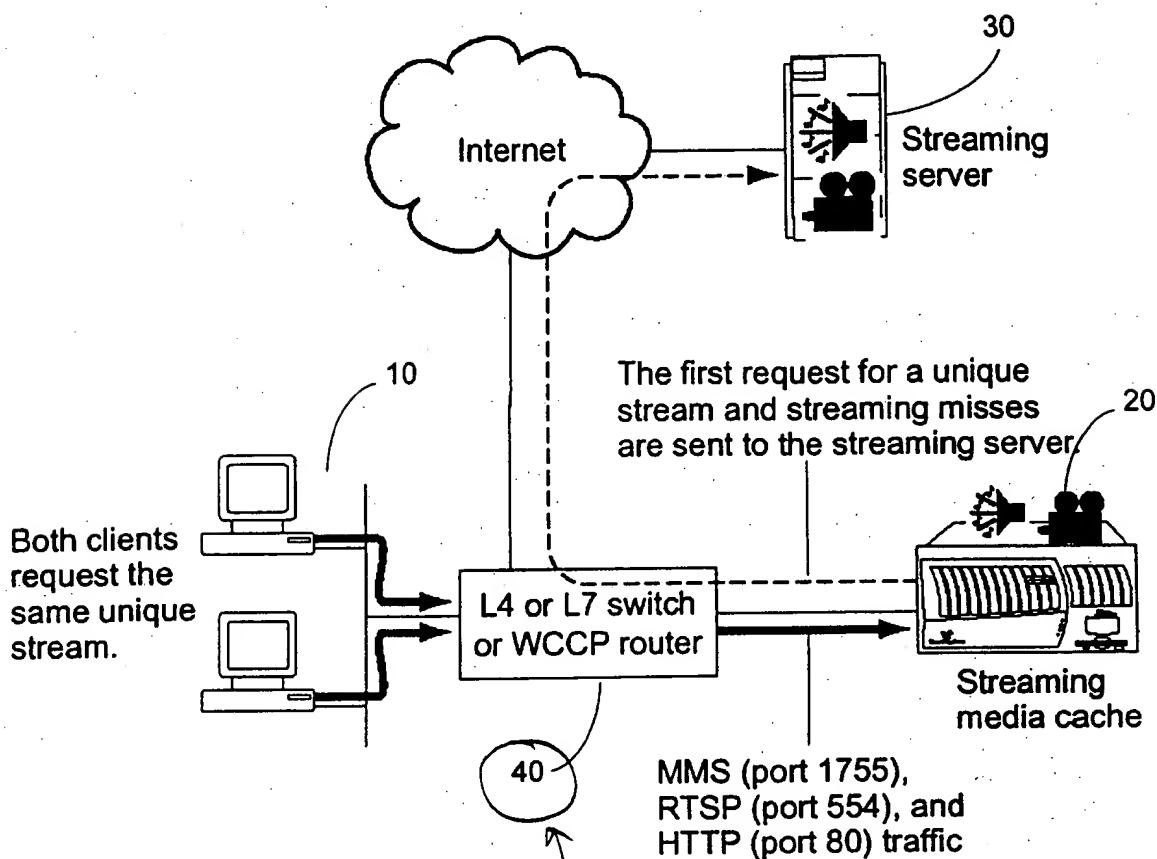 30
Internet
Streaming
server
10
The first request for a unique
stream and streaming misses
are sent to the streaming server.
20
Both clients
request the
same unique
stream.
L4 or L7 switch
or WCCP router
Streaming
media cache
40
MMS (port 1755),
RTSP (port 554), and
HTTP (port 80) traffic